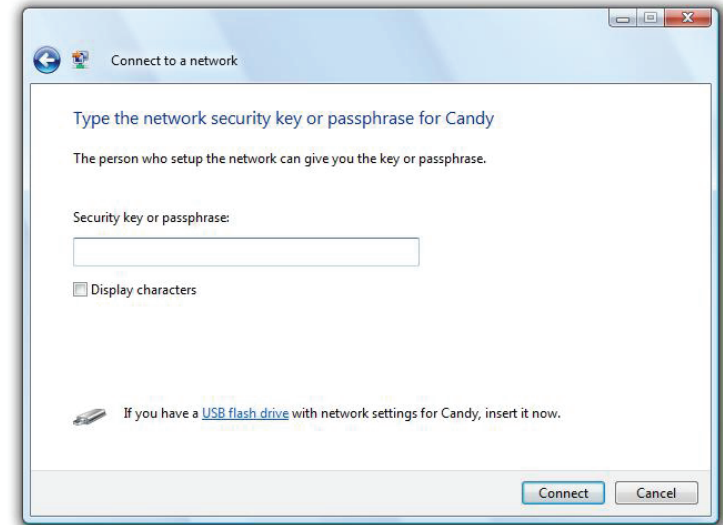 Connect to a network
Type the network security key or passphrase for Candy
The person who setup the network can give you the key or passphrase.
Security key or passphrase:
Display characters
If you have a USB flash drive with network settings for Candy, insert it now.
Connect Cancel